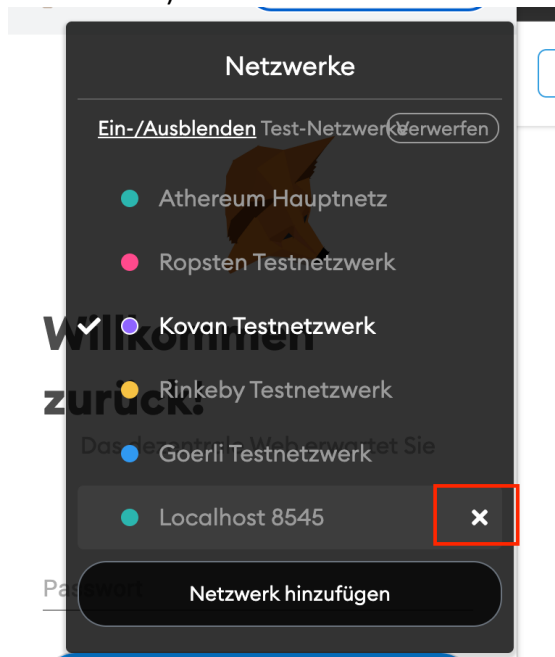 Netzwerke
Ein-/Ausblenden Test-Netzwerke Verwerfen
Athereum Hauptnetz
Ropsten Testnetzwerk
Kovan Testnetzwerk
Willkommen
Rinkeby Testnetzwerk
zurück!
Das dezentrale Web erwartet Sie
Goerli Testnetzwerk
Localhost 8545
Passwort
Netzwerk hinzufügen